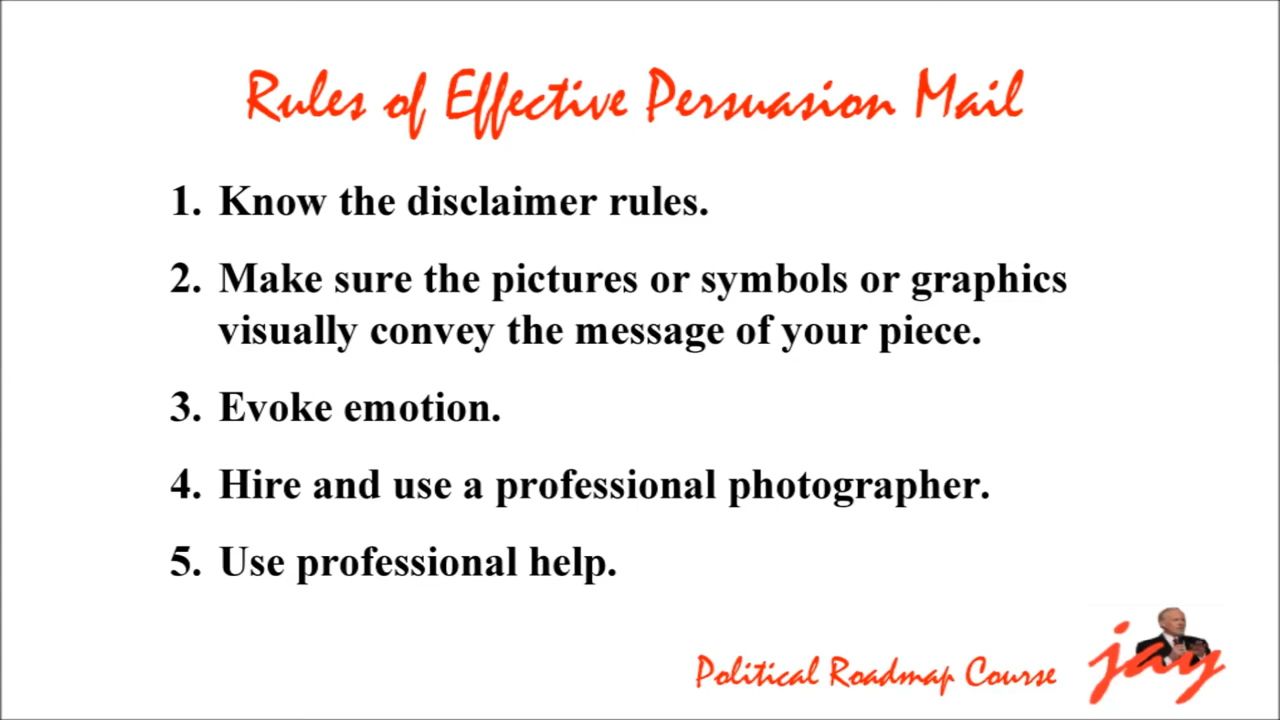 Rules of Effective Persuasion Mail
1. Know the disclaimer rules.
2. Make sure the pictures or symbols or graphics
visually convey the message of your piece.
3. Evoke emotion.
4. Hire and use a professional photographer.
5. Use professional help.
Political Roadmap Course
jay